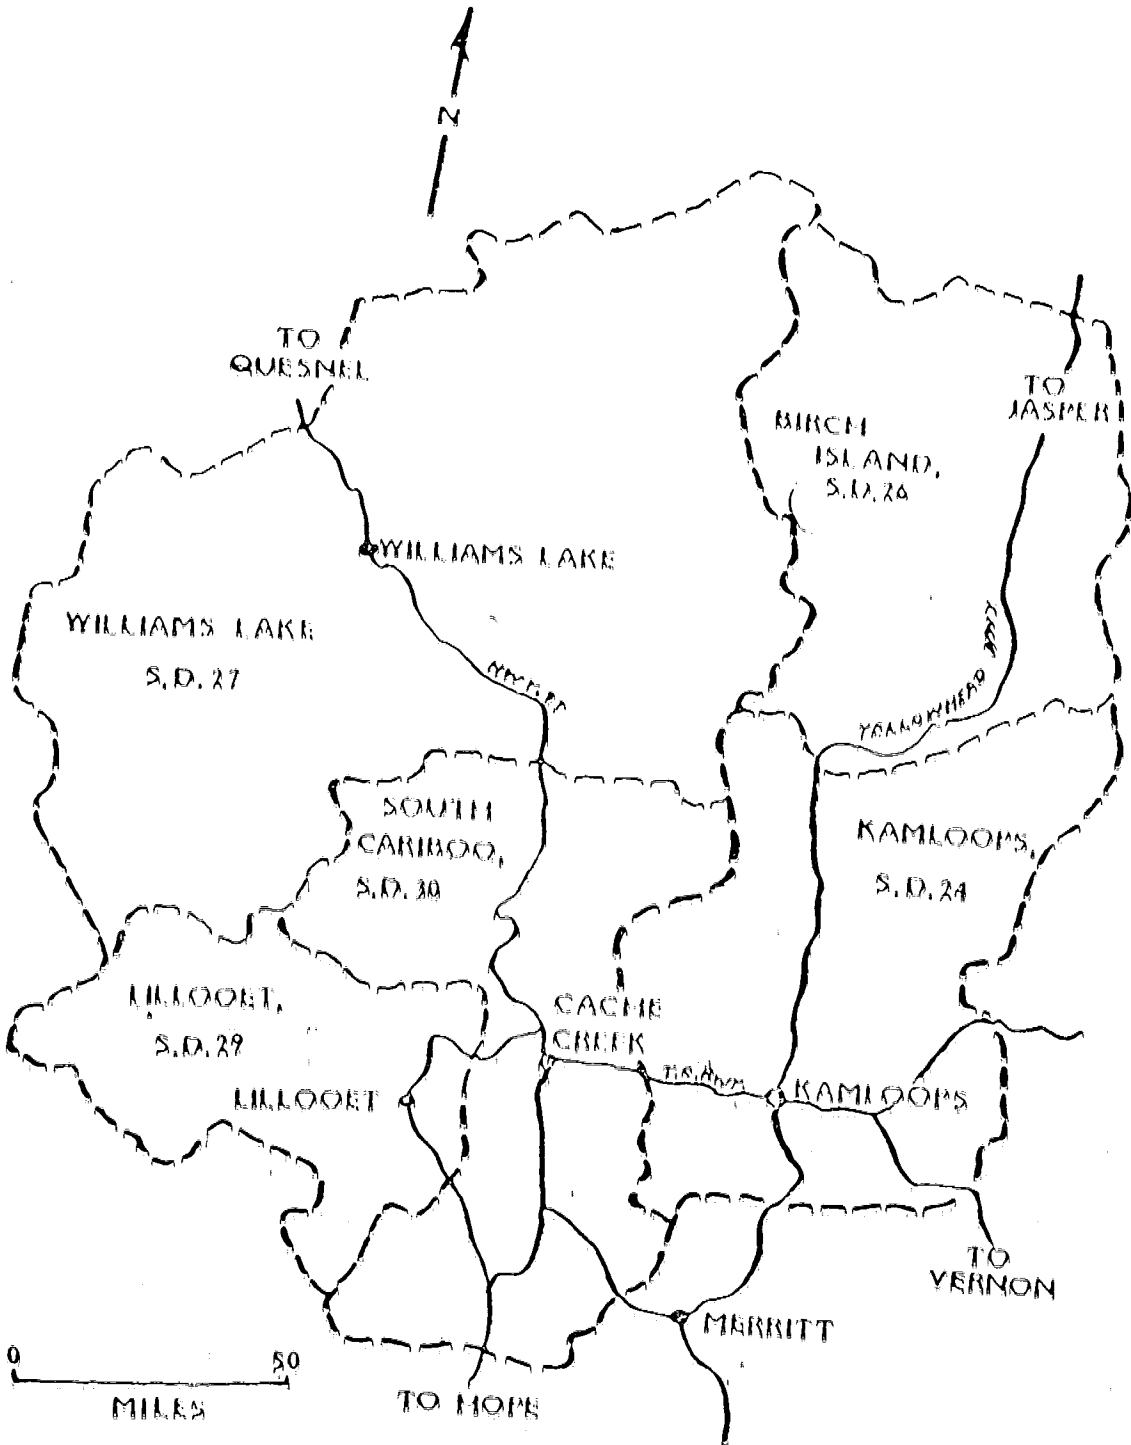 N
TO
QUESNEL
TO
JASPER
BIRCH
ISLAND,
WILLIAMS LAKE
WILLIAMS LAKE
S.D. 27
YELLOWHEAD
SOUTH
CARIBOO,
S.D. 30
KAMLOOPS,
S.D. 24
LILLOOET,
S.D. 29
CACHE
CREEK
LILLOOET
KAMLOOPS
TO
VERNON
MERRITT
0 50
MILES
TO HOPE